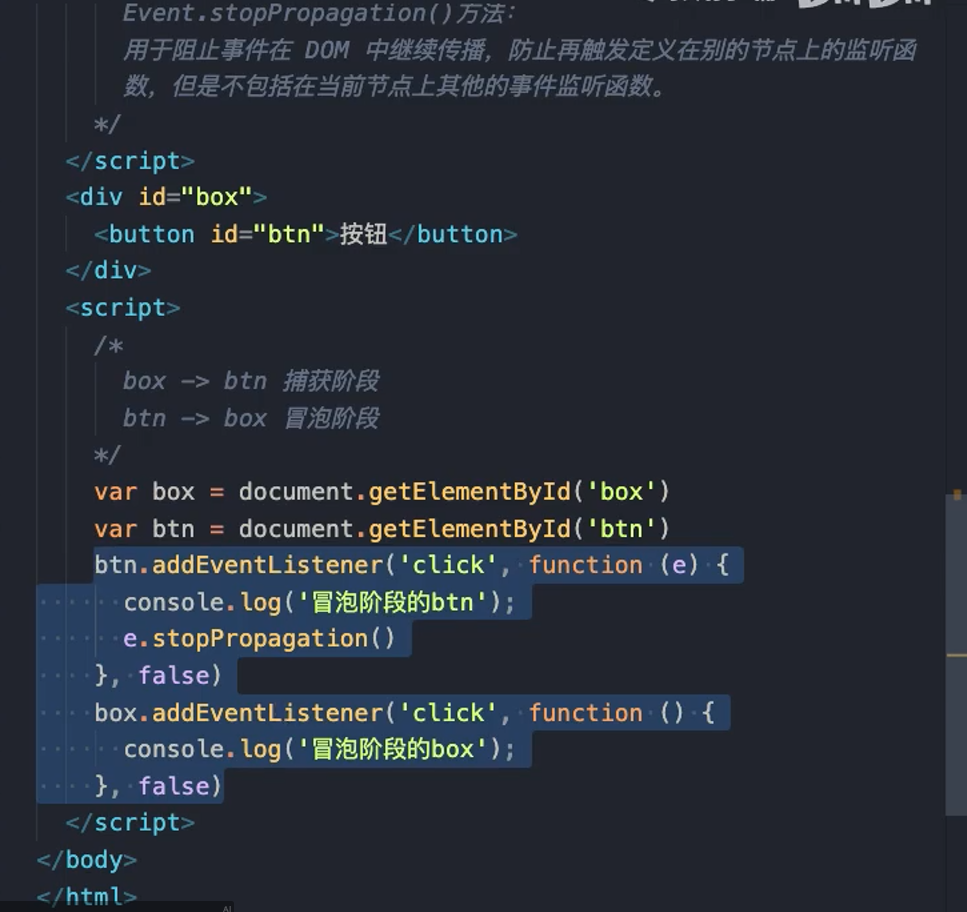 Event.stopPropagation()方法：
用于阻止事件在 DOM 中继续传播，防止再触发定义在别的节点上的监听函
数，但是不包括在当前节点上其他的事件监听函数。
*/
</script>
<div id="box">
<button id="btn">按钮</button>
</div>
<script>
/*
box -> btn 捕获阶段
btn -> box 冒泡阶段
*/
var box = document.getElementById('box')
var btn = document.getElementById('btn')
btn.addEventListener('click', function (e) {
console.log('冒泡阶段的btn');
e.stopPropagation()
}, false)
box.addEventListener('click', function () {
console.log('冒泡阶段的box');
}, false)
</script>
</body>
</html>